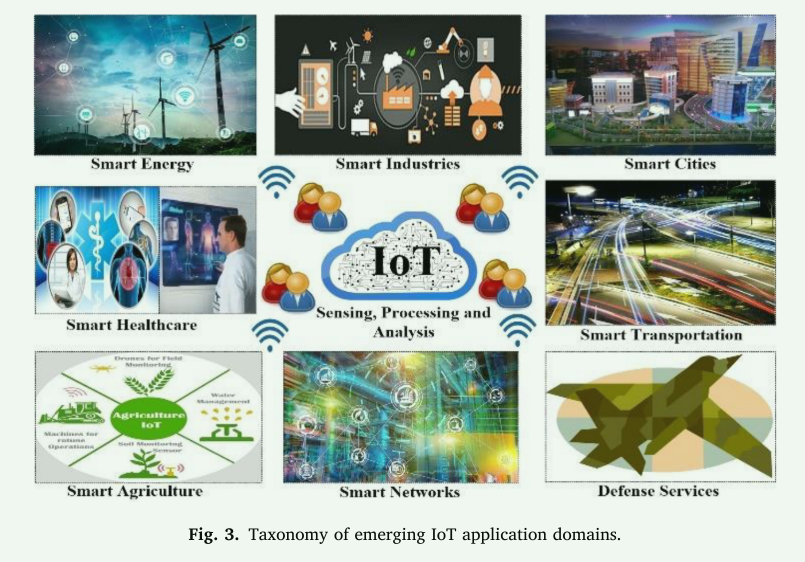 Smart Energy
Smart Industries
Smart Cities
IoT
Sensing, Processing and
Analysis
Smart Healthcare
Smart Transportation
Drones for Field
Monitoring
Water
Management
Agriculture
IoT
Machines for
rotune
Operations
Soil Monitoring
Sensor
Smart Agriculture
Smart Networks
Defense Services
Fig. 3. Taxonomy of emerging IoT application domains.